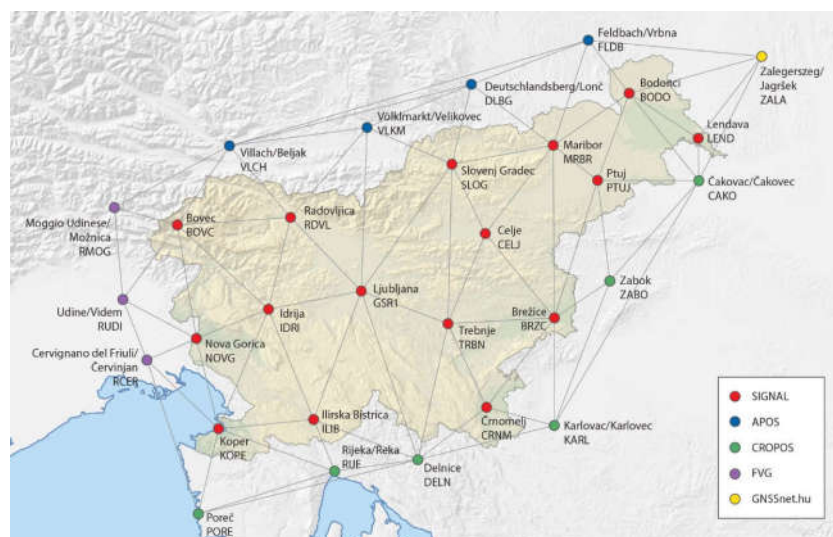 Feldbach/Vrbna
FLDB
Zalegerszeg/
Jagršek
ZALA
Bodonci
BODO
Deutschlandsberg/Lonč
DLBG
Völklmarkt/Velikovec
VLKM
Lendava
LEND
Maribor
MRBR
Villach/Beljak
VLCH
Slovenj Gradec
SLOG
Ptuj
PTUJ
Čakovac/Čakovec
CAKO
Moggio Udinese/
Možnica
RMOG
Bovec
BOVC
Radovljica
RDVL
Celje
CELJ
Zabok
ZABO
Ljubljana
GSR1
Udine/Videm
RUDI
Idrija
IDRI
Brežice
BRZC
Trebnje
TRBN
Nova Gorica
NOVG
Cervignano del Friuli/
Červinjan
RCER
Ilirska Bistrica
ILIB
Črnomelj
CRNM
Karlovac/Karlovec
KARL
Koper
KOPE
Rijeka/Reka
RIJE
Delnice
DELN
Poreč
PORE
SIGNAL
APOS
CROPOS
FVG
GNSSnet.hu